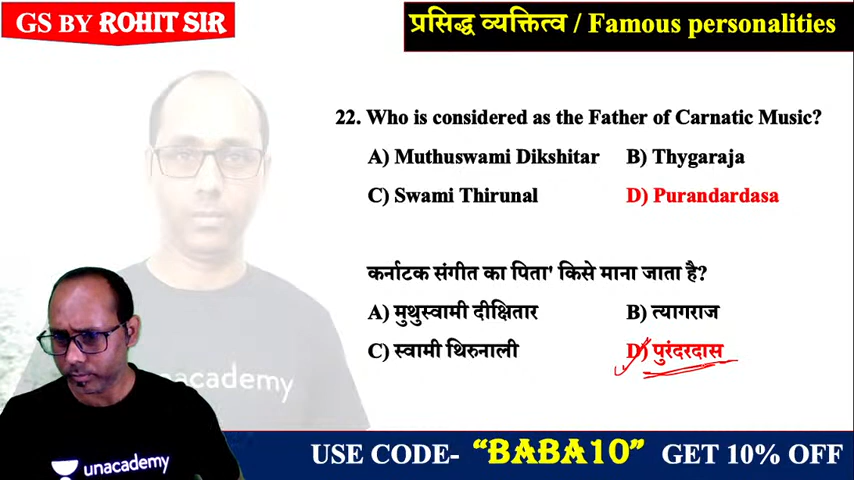 GS BY ROHIT SIR
प्रसिद्ध व्यक्तित्व / Famous personalities
22. Who is considered as the Father of Carnatic Music?
A) Muthuswami Dikshitar B) Thygaraja
C) Swami Thirunal D) Purandardasa
कर्नाटक संगीत का पिता' किसे माना जाता है?
A) मुथुस्वामी दीक्षितार B) त्यागराज
C) स्वामी थिरुनाली D) पुरंदरदास
unacademy
unacademy
USE CODE- “BABA10” GET 10% OFF